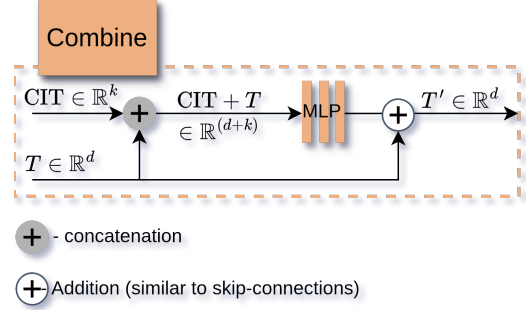 Combine
CIT ∈ ℝ^k
CIT + T
∈ ℝ^(d+k)
MLP
T′ ∈ ℝ^d
T ∈ ℝ^d
+ - concatenation
+ - Addition (similar to skip-connections)